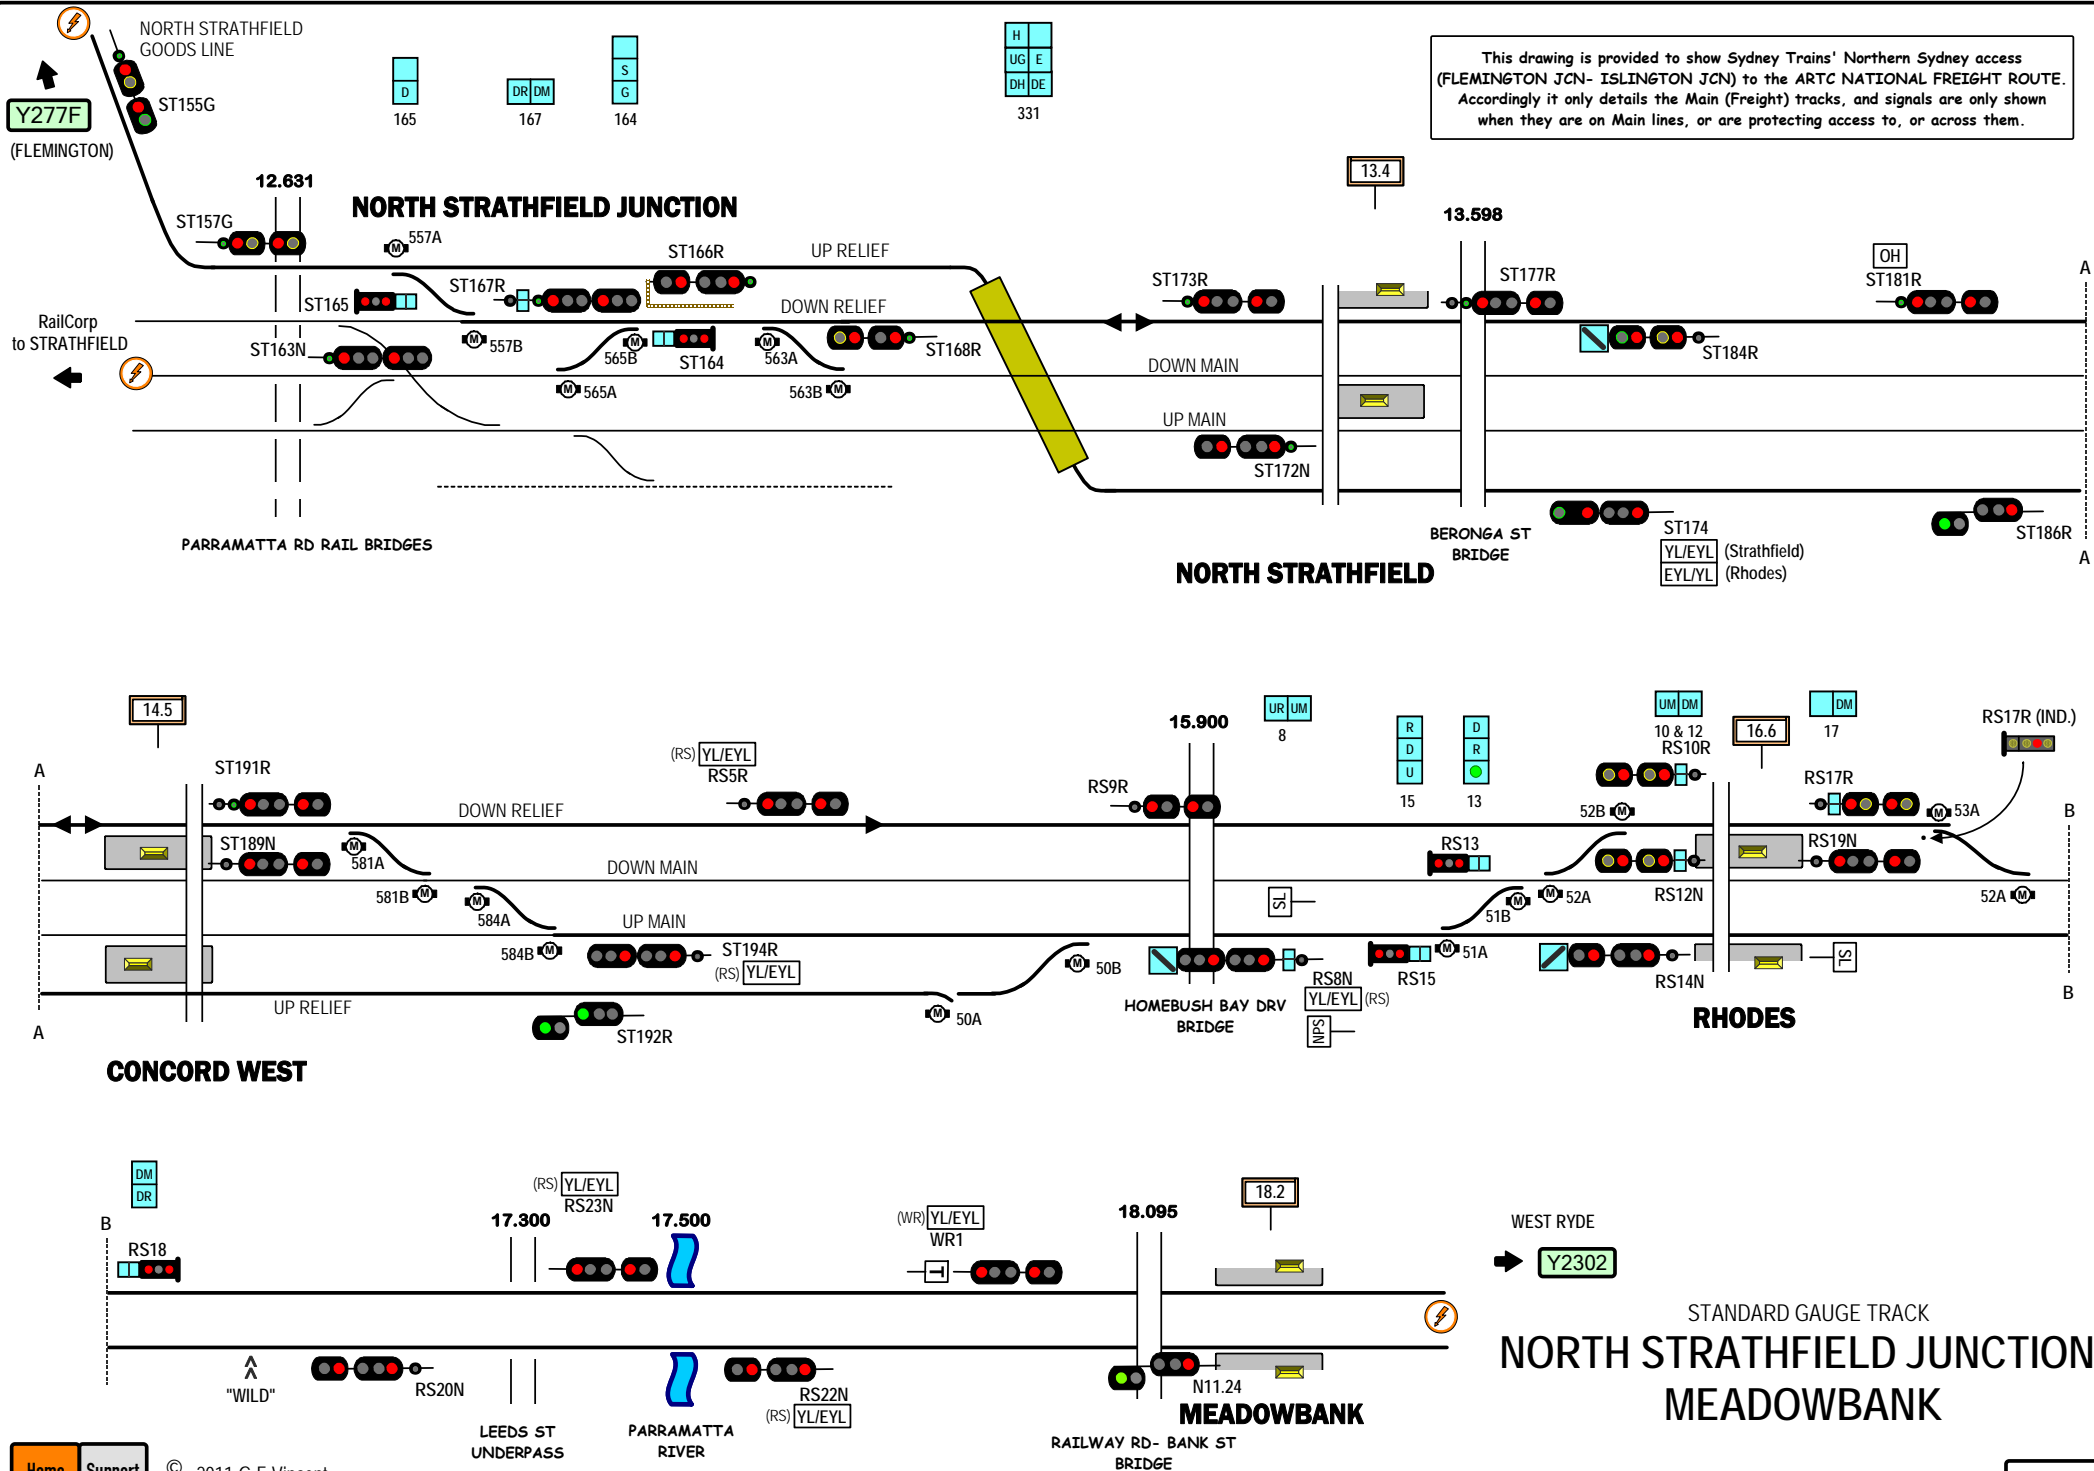 NORTH STRATHFIELD
GOODS LINE
ST155G
Y277F
(FLEMINGTON)
D
165
DR DM
167
S
G
164
H
UG E
DH DE
331
This drawing is provided to show Sydney Trains' Northern Sydney access
(FLEMINGTON JCN- ISLINGTON JCN) to the ARTC NATIONAL FREIGHT ROUTE.
Accordingly it only details the Main (Freight) tracks, and signals are only shown
when they are on Main lines, or are protecting access to, or across them.
12.631
NORTH STRATHFIELD JUNCTION
13.4
13.598
ST157G
M 557A
ST166R
UP RELIEF
ST173R
ST177R
OH
ST181R
A
ST165
ST167R
DOWN RELIEF
RailCorp
to STRATHFIELD
ST163N
M 557B
565B M
ST164
M 563A
ST168R
ST184R
DOWN MAIN
M 565A
563B M
UP MAIN
ST172N
PARRAMATTA RD RAIL BRIDGES
BERONGA ST
BRIDGE
NORTH STRATHFIELD
ST174
YL/EYL (Strathfield)
EYL/YL (Rhodes)
ST186R
A
14.5
A
ST191R
(RS) YL/EYL
RS5R
15.900
UR UM
8
R
D
U
15
D
R
13
UM DM
10 & 12
RS10R
16.6
DM
17
RS17R (IND.)
RS9R
RS17R
DOWN RELIEF
52B M
M 53A
B
ST189N
M
581A
RS13
RS19N
DOWN MAIN
581B M
M
584A
SL
51B
M
M 52A
RS12N
52A M
UP MAIN
584B M
ST194R
(RS) YL/EYL
M 50B
RS8N
YL/EYL (RS)
NPS
RS15
M 51A
RS14N
SL
UP RELIEF
ST192R
M 50A
HOMEBUSH BAY DRV
BRIDGE
RHODES
B
A
CONCORD WEST
DM
DR
B
RS18
(RS) YL/EYL
RS23N
17.300
17.500
(WR) YL/EYL
WR1
T
18.095
18.2
WEST RYDE
Y2302
"WILD"
RS20N
LEEDS ST
UNDERPASS
PARRAMATTA
RIVER
RS22N
(RS) YL/EYL
N11.24
MEADOWBANK
RAILWAY RD- BANK ST
BRIDGE
STANDARD GAUGE TRACK
NORTH STRATHFIELD JUNCTION
MEADOWBANK
Home Support
© 2011 G F Vincent